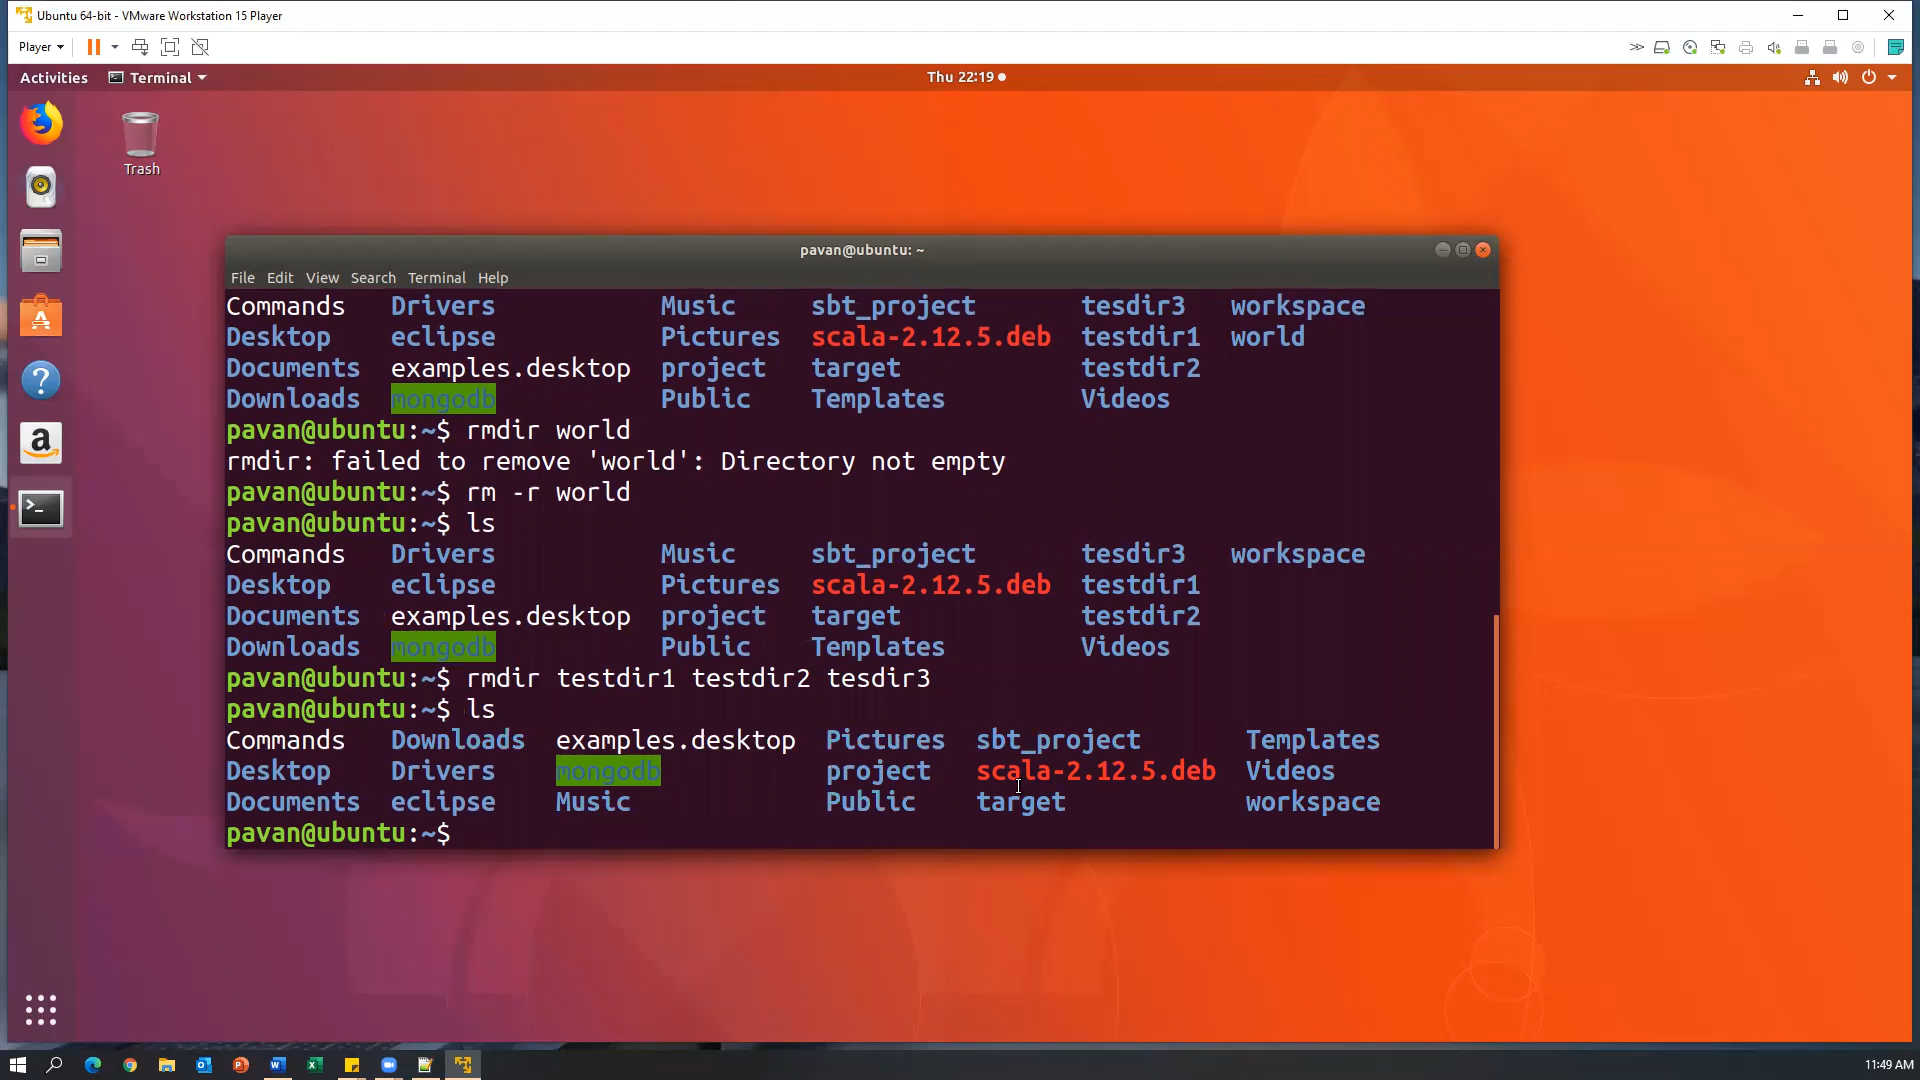 Ubuntu 64-bit - VMware Workstation 15 Player
Player
Activities Terminal Thu 22:19
Trash
pavan@ubuntu: ~
File Edit View Search Terminal Help
Commands Drivers Music sbt_project tesdir3 workspace
Desktop eclipse Pictures scala-2.12.5.deb testdir1 world
Documents examples.desktop project target testdir2
Downloads mongodb Public Templates Videos
pavan@ubuntu:~$ rmdir world
rmdir: failed to remove 'world': Directory not empty
pavan@ubuntu:~$ rm -r world
pavan@ubuntu:~$ ls
Commands Drivers Music sbt_project tesdir3 workspace
Desktop eclipse Pictures scala-2.12.5.deb testdir1
Documents examples.desktop project target testdir2
Downloads mongodb Public Templates Videos
pavan@ubuntu:~$ rmdir testdir1 testdir2 tesdir3
pavan@ubuntu:~$ ls
Commands Downloads examples.desktop Pictures sbt_project Templates
Desktop Drivers mongodb project scala-2.12.5.deb Videos
Documents eclipse Music Public target workspace
pavan@ubuntu:~$
11:49 AM